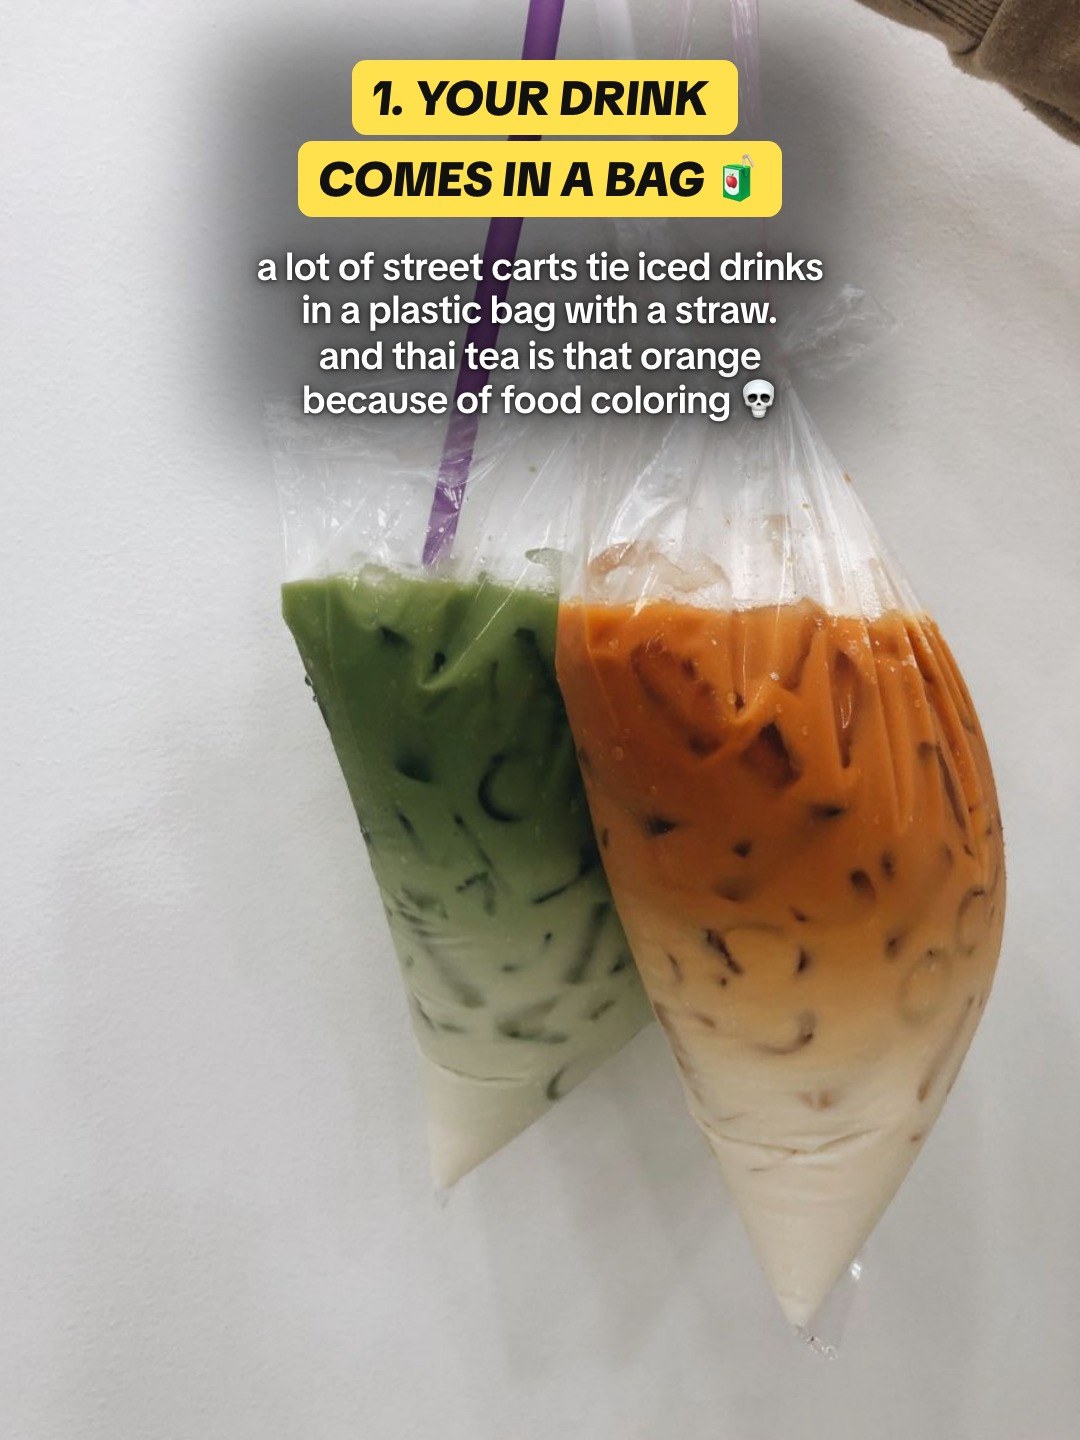 1. YOUR DRINK
COMES IN A BAG 🧃
a lot of street carts tie iced drinks
in a plastic bag with a straw.
and thai tea is that orange
because of food coloring 💀